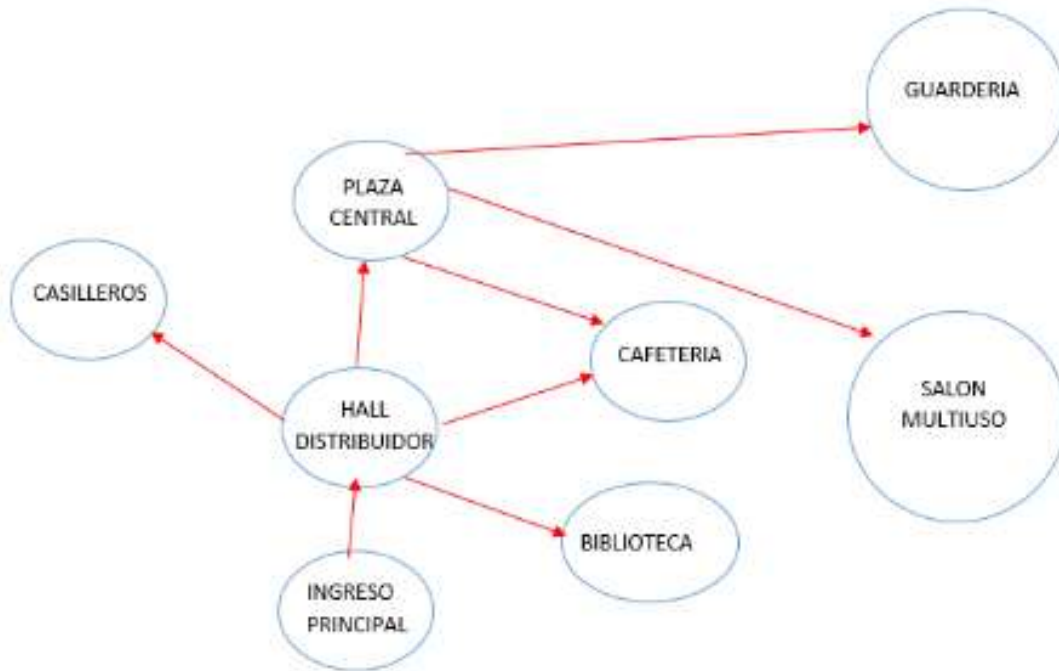 GUARDERIA
PLAZA
CENTRAL
CASILLEROS
CAFETERIA
SALON
MULTIUSO
HALL
DISTRIBUIDOR
BIBLIOTECA
INGRESO
PRINCIPAL